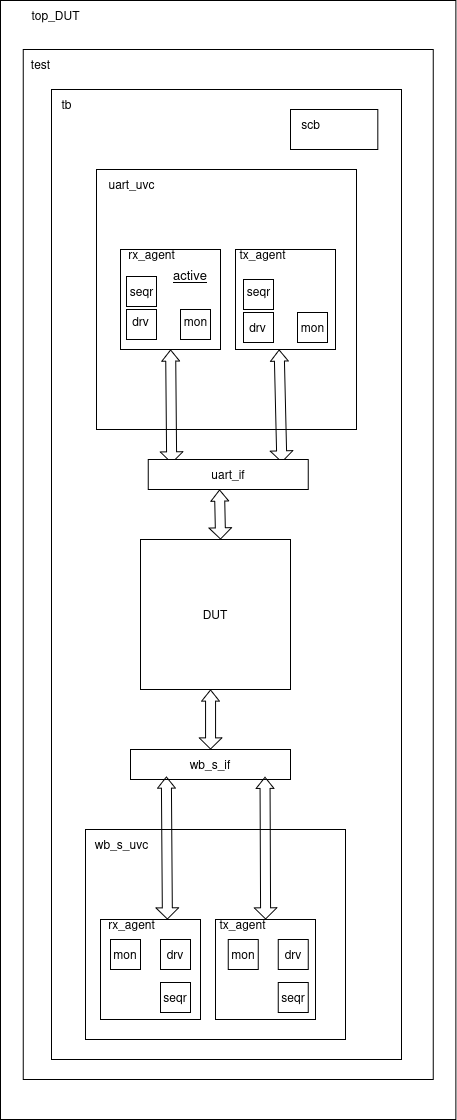 top_DUT
test
tb
scb
uart_uvc
rx_agent
active
seqr
drv
mon
tx_agent
seqr
drv
mon
uart_if
DUT
wb_s_if
wb_s_uvc
rx_agent
mon
drv
seqr
tx_agent
mon
drv
seqr